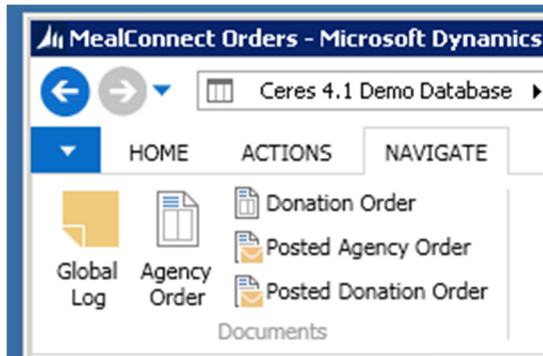 MealConnect Orders - Microsoft Dynamics
Ceres 4.1 Demo Database
HOME ACTIONS NAVIGATE
Global Log
Agency Order
Donation Order
Posted Agency Order
Posted Donation Order
Documents